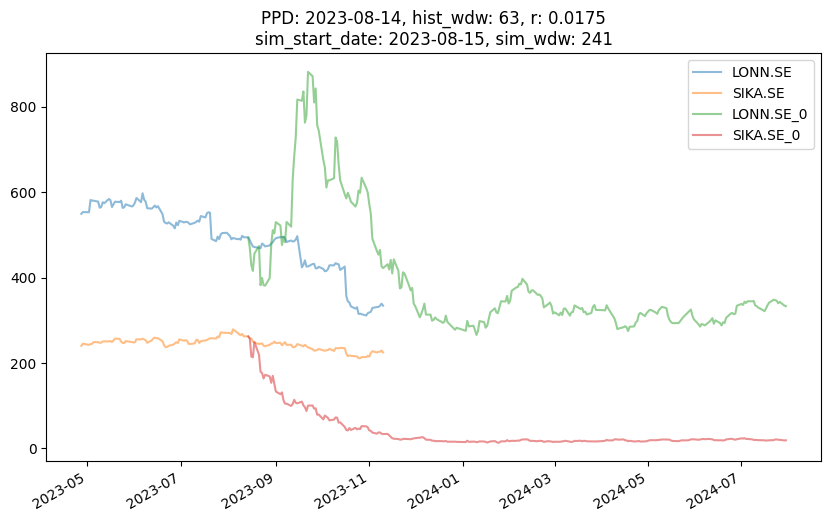 PPD: 2023-08-14, hist_wdw: 63, r: 0.0175
sim_start_date: 2023-08-15, sim_wdw: 241
LONN.SE
SIKA.SE
LONN.SE_0
SIKA.SE_0
800
600
400
200
0
2023-05
2023-07
2023-09
2023-11
2024-01
2024-03
2024-05
2024-07